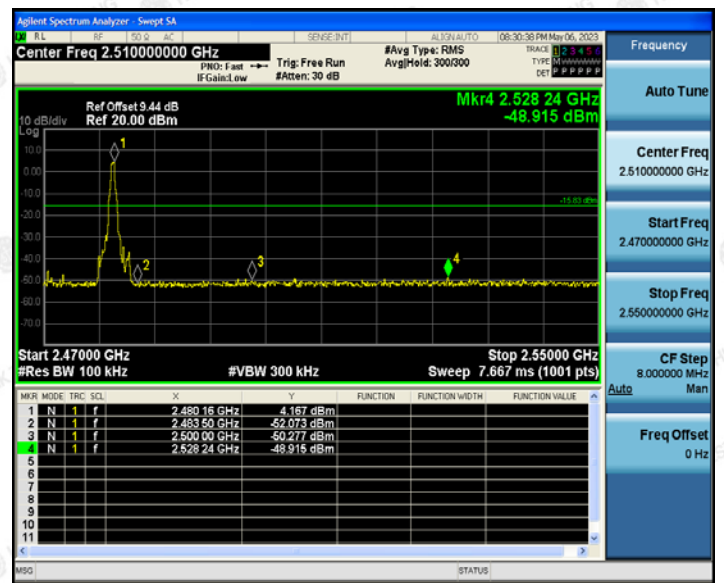 Agilent Spectrum Analyzer - Swept SA
RL RF 50 Ω AC SENSE:INT ALIGNAUTO 08:30:38 PM May 06, 2023
Center Freq 2.510000000 GHz
PNO: Fast
IFGain:Low
Trig: Free Run
#Atten: 30 dB
#Avg Type: RMS
Avg|Hold: 300/300
TRACE 1 2 3 4 5 6
TYPE M
DET P P P P P P
Frequency
Auto Tune
Center Freq
2.510000000 GHz
Start Freq
2.470000000 GHz
Stop Freq
2.550000000 GHz
CF Step
8.000000 MHz
Auto Man
Freq Offset
0 Hz
Mkr4 2.528 24 GHz
-48.915 dBm
Ref Offset 9.44 dB
10 dB/div Ref 20.00 dBm
Log
10.0
0.00
-10.0
-20.0
-30.0
-40.0
-50.0
-60.0
-70.0
1
2
3
4
-15.83 dBm
Start 2.47000 GHz Stop 2.55000 GHz
#Res BW 100 kHz #VBW 300 kHz Sweep 7.667 ms (1001 pts)
MKR MODE TRC SCL X Y FUNCTION FUNCTION WIDTH FUNCTION VALUE
1 N 1 f 2.480 16 GHz 4.167 dBm
2 N 1 f 2.483 50 GHz -52.073 dBm
3 N 1 f 2.500 00 GHz -50.277 dBm
4 N 1 f 2.528 24 GHz -48.915 dBm
5
6
7
8
9
10
11
MSG STATUS